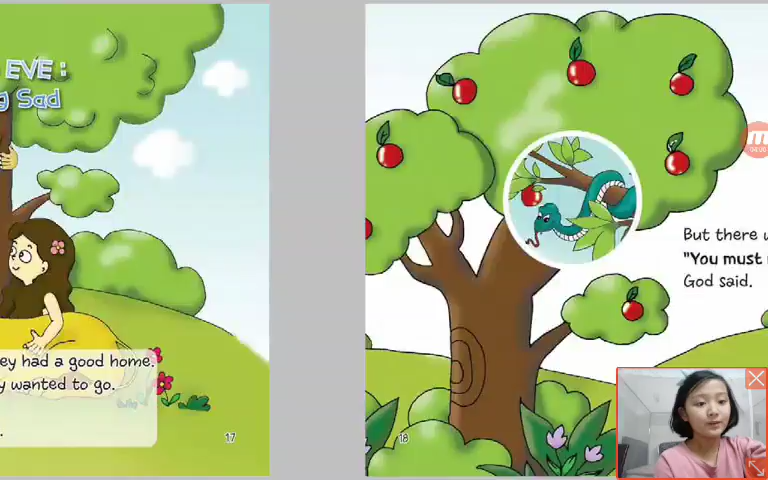 EVE :
g Sad
ey had a good home.
y wanted to go.
17
18
But there
"You must
God said.